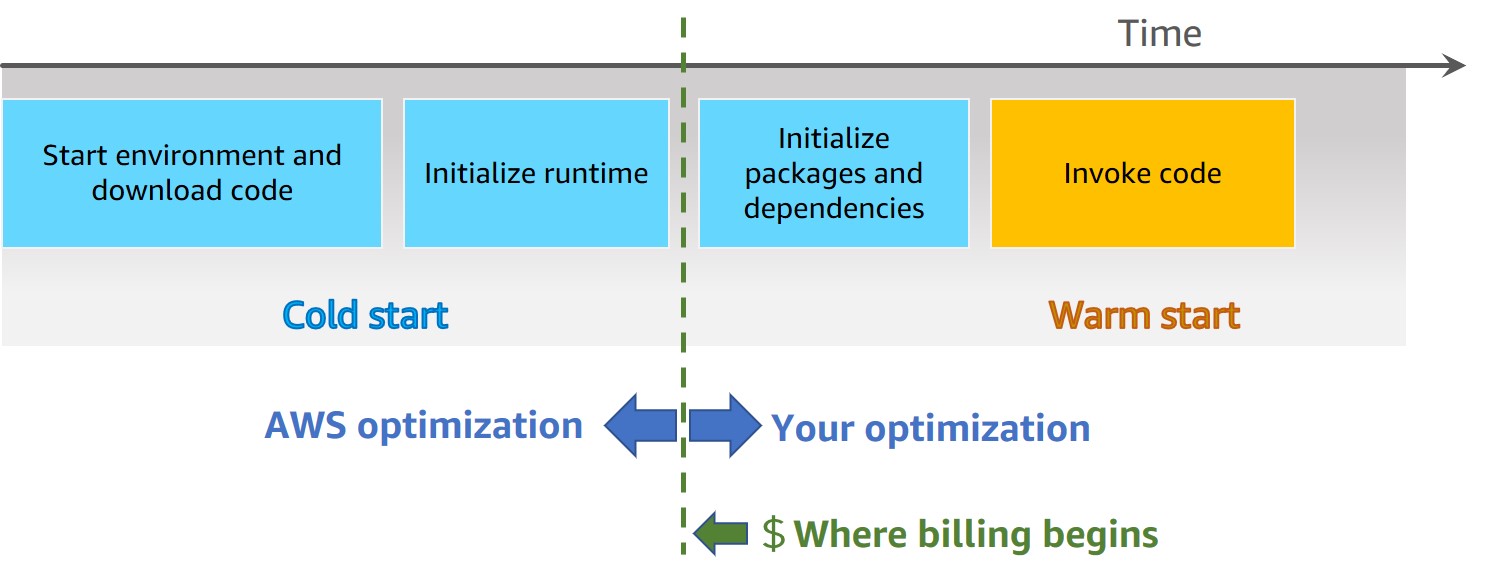 Time
Start environment and
download code
Initialize runtime
Initialize
packages and
dependencies
Invoke code
Cold start
Warm start
AWS optimization
Your optimization
$ Where billing begins